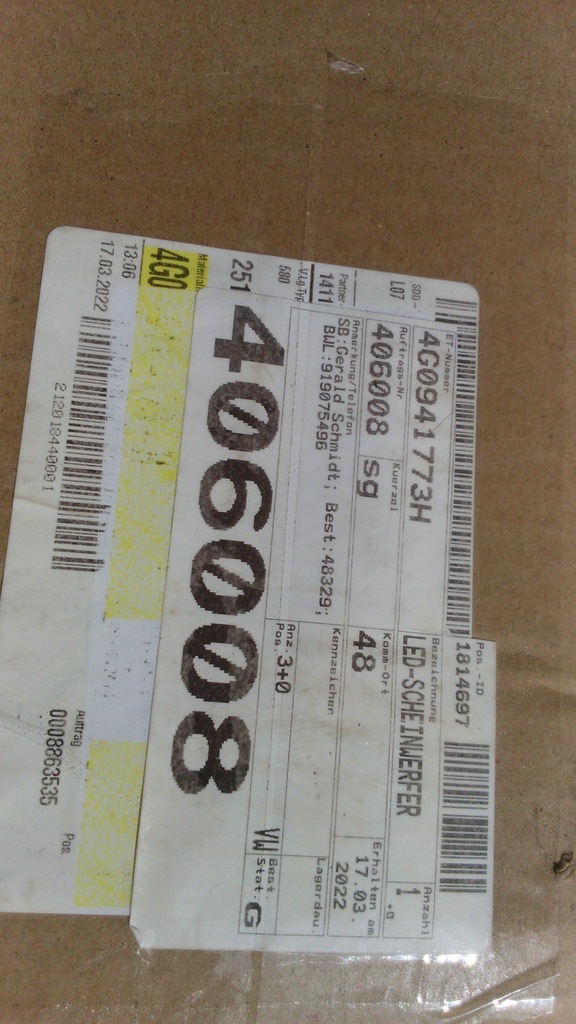 Pos.-ID
1814697
ET-Nummer
4G0941773H
Bezeichnung
LED-SCHEINWERFER
Anzahl
1 +0
Auftrags-Nr
406008
Kuerzel
sg
Komm-Ort
48
Erhalten am
17.03.
2022
Anmerkung/Telefon
SB:Gerald Schmidt; Best:48329;
BWL:919075496
Kennzeichen
Lagerdau.
Anz.
Pos. 3+0
Best.
Stat. G
VW
406008
SDD-
L07
Partner-
1411
V.Lg.Typ
580
251
Material
4G0
13:06
17.03.2022
212018440001
Auftrag
0008863535
Pos.